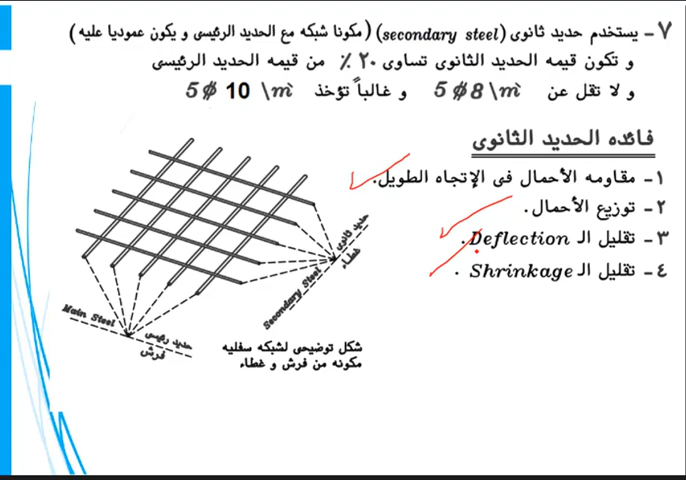 ٧- يستخدم حديد ثانوى (secondary steel) (مكونا شبكه مع الحديد الرئيسى و يكون عموديا عليه)
و تكون قيمه الحديد الثانوى تساوى ٢٠ ٪ من قيمه الحديد الرئيسى
و لا تقل عن 5 ϕ 8 \ m̀ و غالباً تؤخذ 5 ϕ 10 \ m̀
فائده الحديد الثانوى
١- مقاومه الأحمال فى الإتجاه الطويل.
٢- توزيع الأحمال.
٣- تقليل الـ Deflection.
٤- تقليل الـ Shrinkage.
حديد ثانوى
غطاء
Secondary Steel
Main Steel
حديد رئيسى
فرش
شكل توضيحى لشبكه سفليه
مكونه من فرش و غطاء